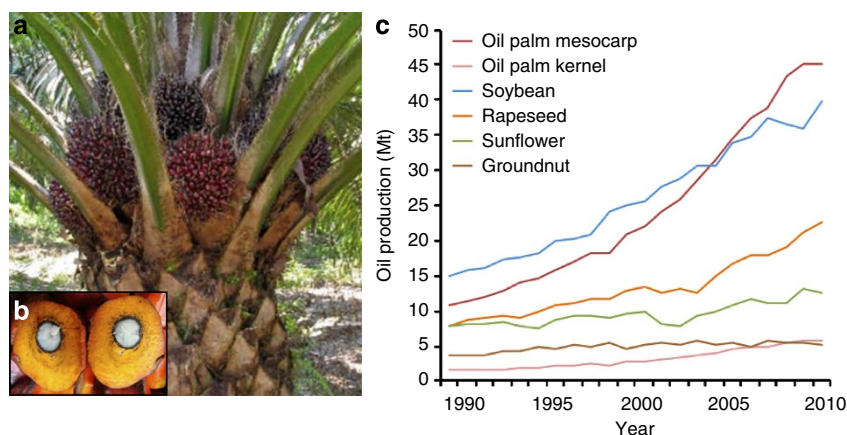 a
b
c
50
45
40
35
30
25
20
15
10
5
0
Oil production (Mt)
Oil palm mesocarp
Oil palm kernel
Soybean
Rapeseed
Sunflower
Groundnut
1990 1995 2000 2005 2010
Year